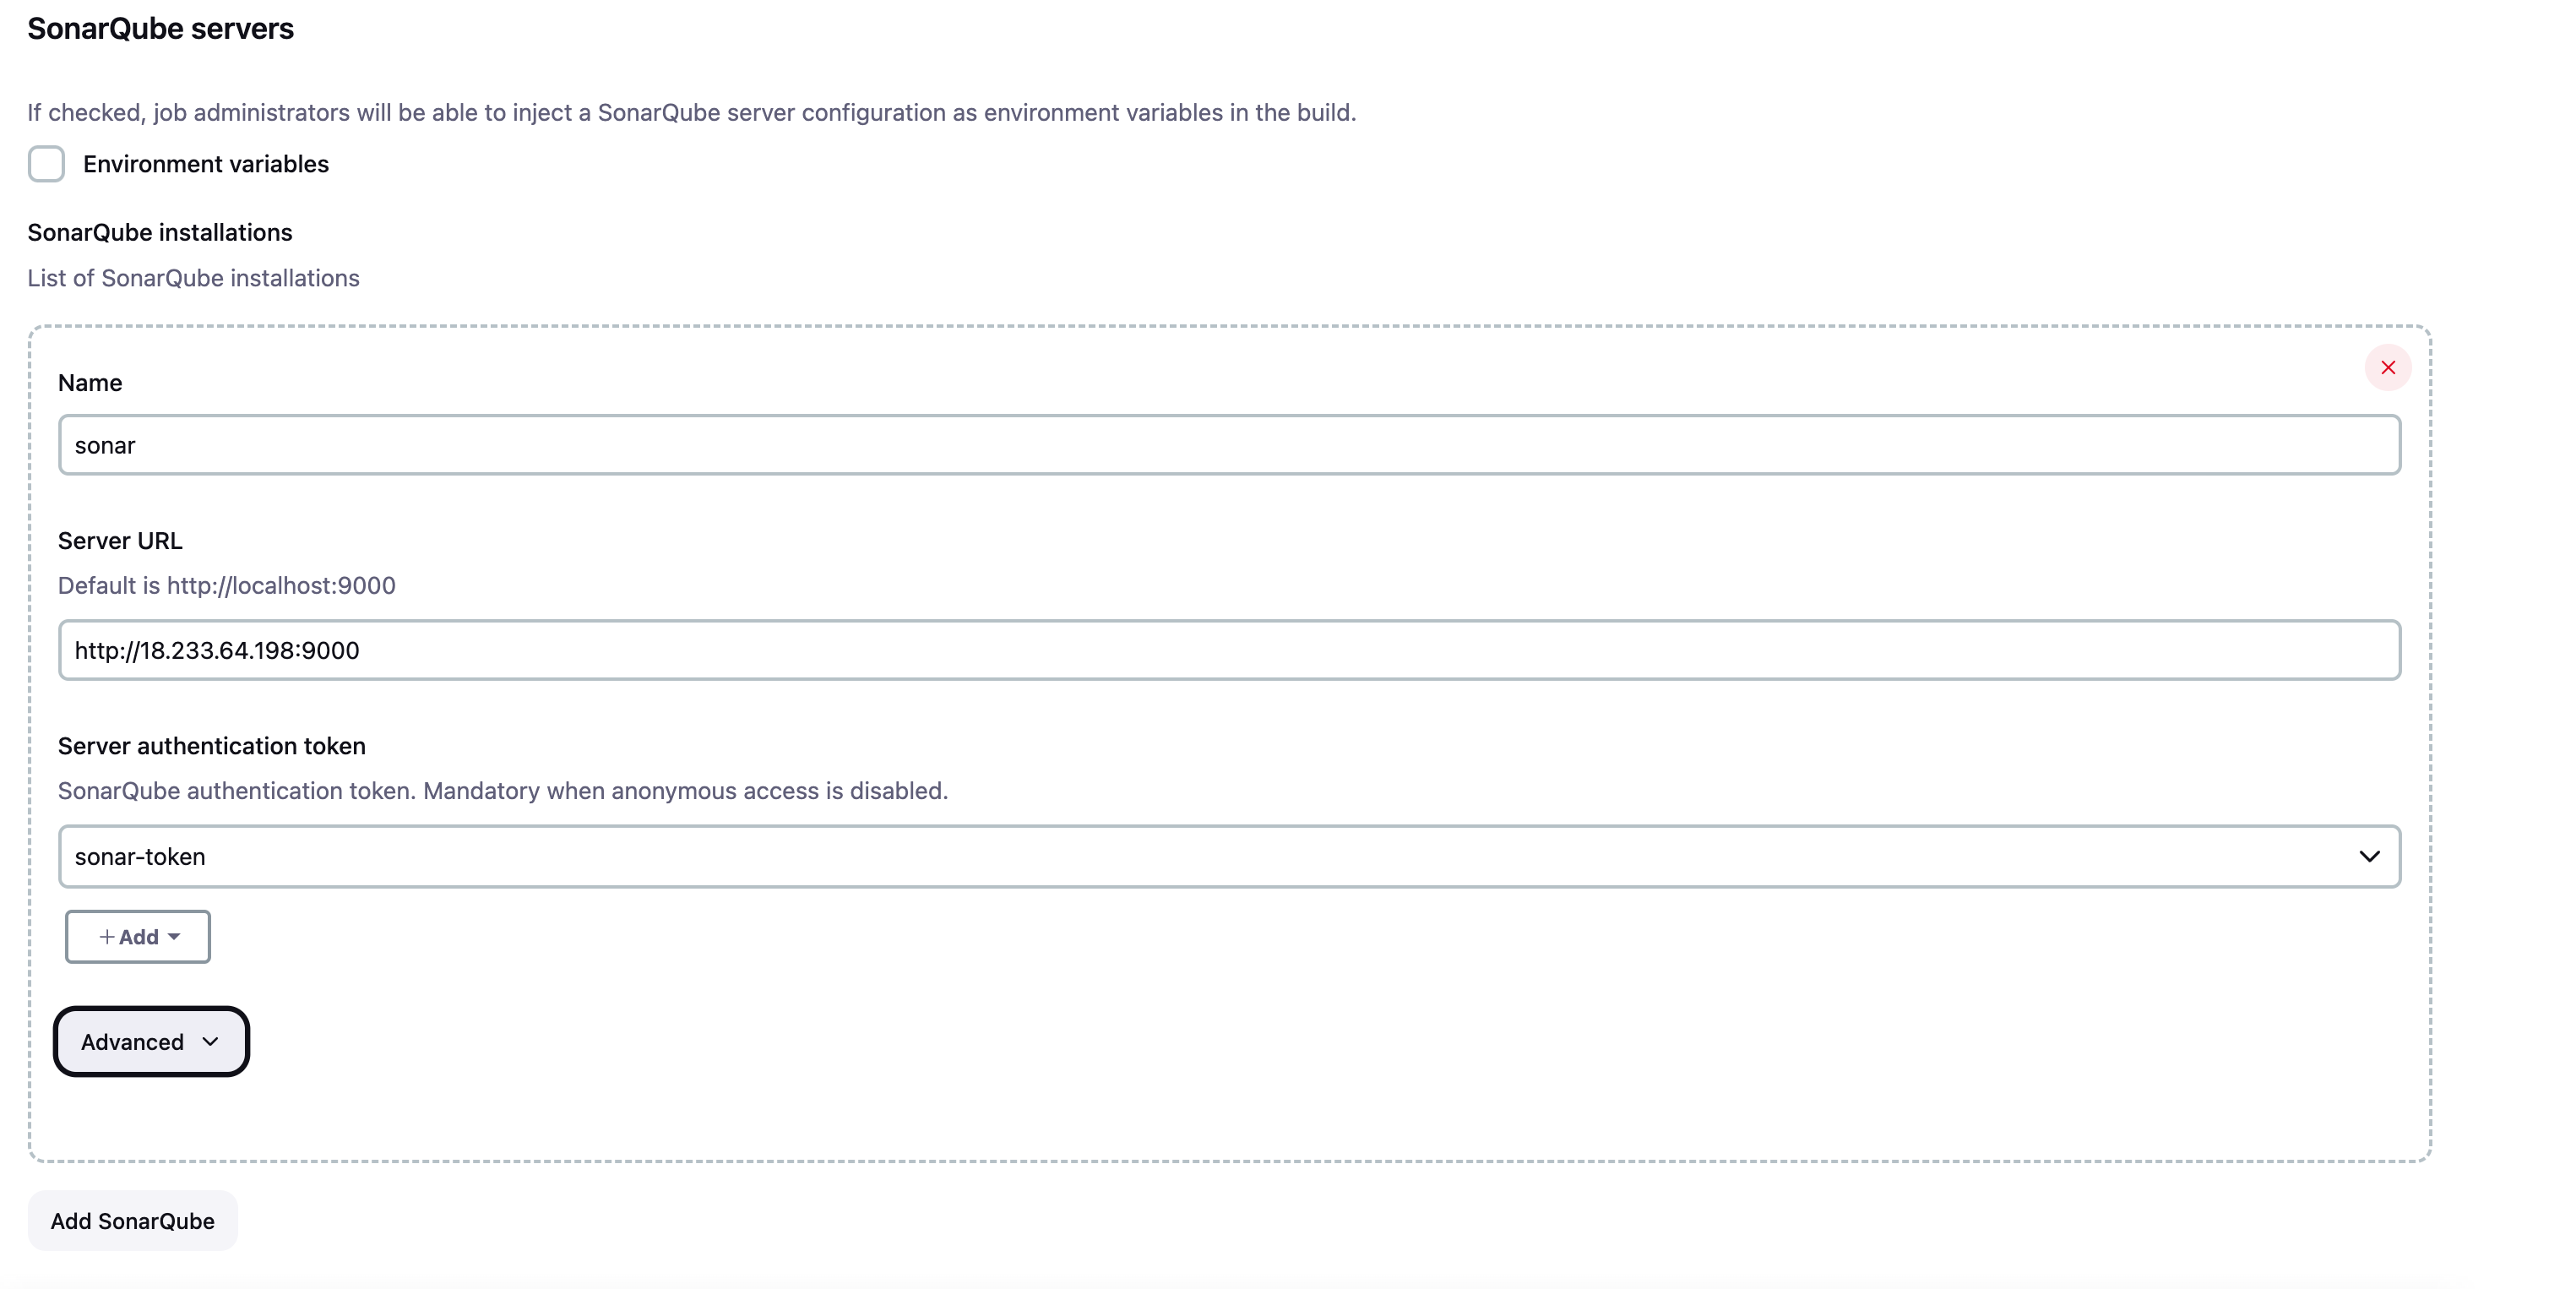 SonarQube servers
If checked, job administrators will be able to inject a SonarQube server configuration as environment variables in the build.
Environment variables
SonarQube installations
List of SonarQube installations
Name
sonar
Server URL
Default is http://localhost:9000
http://18.233.64.198:9000
Server authentication token
SonarQube authentication token. Mandatory when anonymous access is disabled.
sonar-token
+ Add
Advanced
Add SonarQube